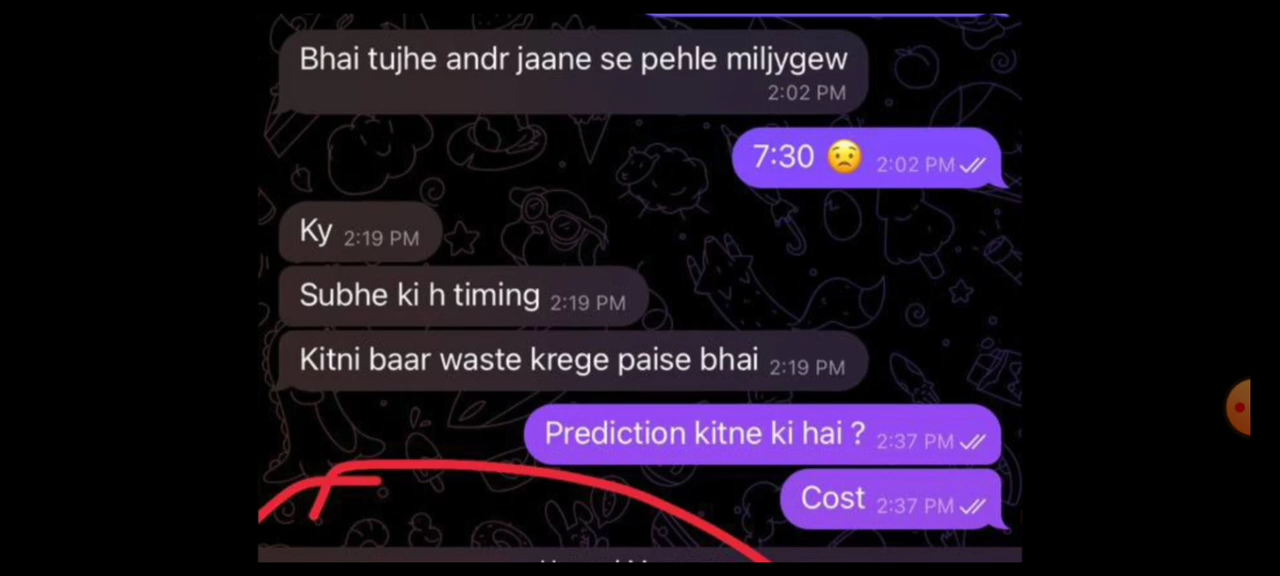 Bhai tujhe andr jaane se pehle miljygew
2:02 PM
7:30 😟 2:02 PM
Ky 2:19 PM
Subhe ki h timing 2:19 PM
Kitni baar waste krege paise bhai 2:19 PM
Prediction kitne ki hai ? 2:37 PM
Cost 2:37 PM